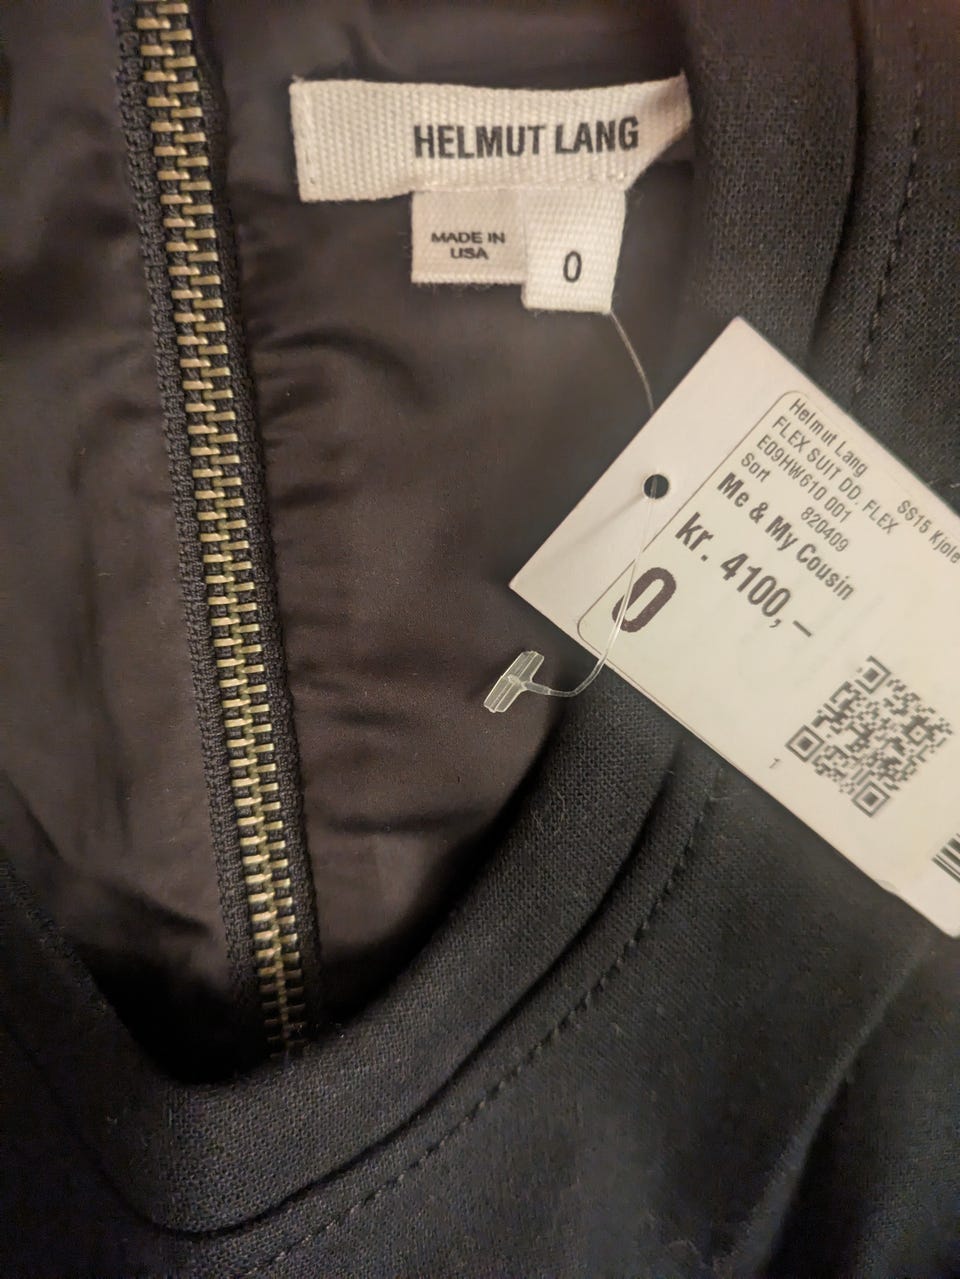 HELMUT LANG
MADE IN
USA
0
Helmut Lang SS15 Kjole
FLEX SUIT DD. FLEX
E09HW610 001
Sort 820409
Me & My Cousin
kr. 4100,–
0
1